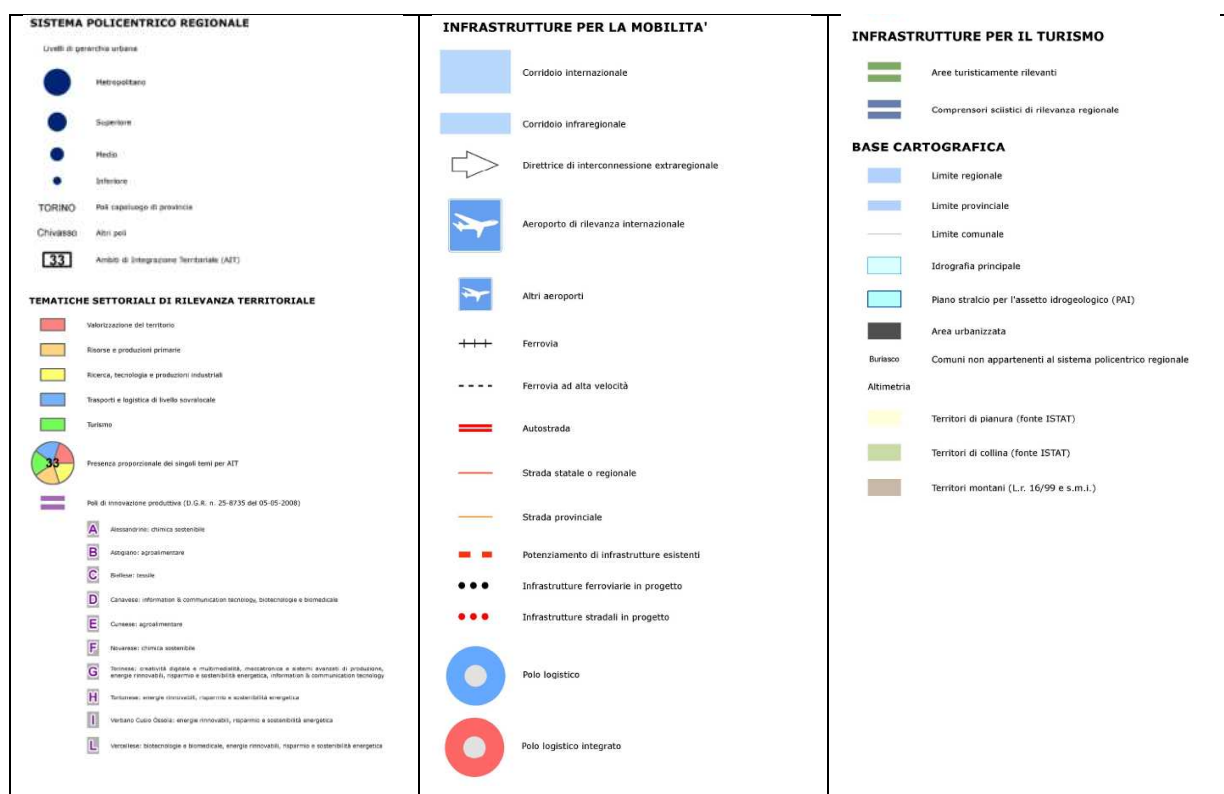 SISTEMA POLICENTRICO REGIONALE
Livelli di gerarchia urbana
Metropolitano
Superiore
Medio
Inferiore
TORINO Poli capoluogo di provincia
Chivasso Altri poli
33 Ambito di Integrazione Territoriale (AIT)
TEMATICHE SETTORIALI DI RILEVANZA TERRITORIALE
Valorizzazione del territorio
Risorse e produzioni primarie
Ricerca, tecnologia e produzioni industriali
Trasporti e logistica di livello sovralocale
Turismo
33 Presenza proporzionale dei singoli temi per AIT
Poli di innovazione produttiva (D.G.R. n. 25-8735 del 05-05-2008)
A Alessandrino: chimica sostenibile
B Astigiano: agroalimentare
C Biellese: tessile
D Canavese: information & communication tecnology, biotecnologie e biomedicale
E Cuneese: agroalimentare
F Novarese: chimica sostenibile
G Torinese: creatività digitale e multimedialità, meccatronica e sistemi avanzati di produzione,
energie rinnovabili, risparmio e sostenibilità energetica, information & communication tecnology
H Tortonese: energie rinnovabili, risparmio e sostenibilità energetica
I Verbano Cusio Ossola: energie rinnovabili, risparmio e sostenibilità energetica
L Vercellese: biotecnologie e biomedicale, energie rinnovabili, risparmio e sostenibilità energetica
INFRASTRUTTURE PER LA MOBILITA'
Corridoio internazionale
Corridoio infraregionale
Direttrice di interconnessione extraregionale
Aeroporto di rilevanza internazionale
Altri aeroporti
Ferrovia
Ferrovia ad alta velocità
Autostrada
Strada statale o regionale
Strada provinciale
Potenziamento di infrastrutture esistenti
Infrastrutture ferroviarie in progetto
Infrastrutture stradali in progetto
Polo logistico
Polo logistico integrato
INFRASTRUTTURE PER IL TURISMO
Aree turisticamente rilevanti
Comprensori sciistici di rilevanza regionale
BASE CARTOGRAFICA
Limite regionale
Limite provinciale
Limite comunale
Idrografia principale
Piano stralcio per l'assetto idrogeologico (PAI)
Area urbanizzata
Buriasco Comuni non appartenenti al sistema policentrico regionale
Altimetria
Territori di pianura (fonte ISTAT)
Territori di collina (fonte ISTAT)
Territori montani (L.r. 16/99 e s.m.i.)